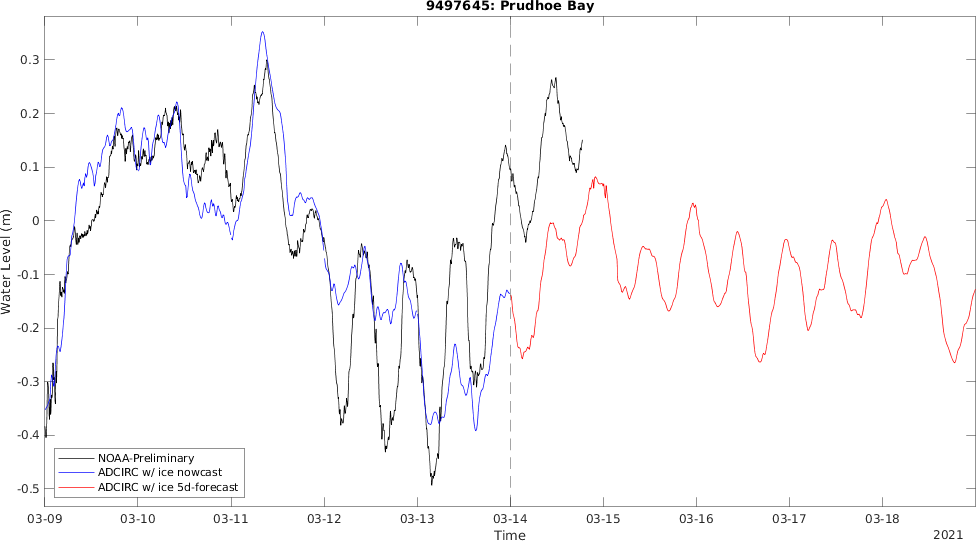 9497645: Prudhoe Bay
Water Level (m)
0.3
0.2
0.1
0
-0.1
-0.2
-0.3
-0.4
-0.5
NOAA-Preliminary
ADCIRC w/ ice nowcast
ADCIRC w/ ice 5d-forecast
03-09 03-10 03-11 03-12 03-13 03-14 03-15 03-16 03-17 03-18
Time
2021